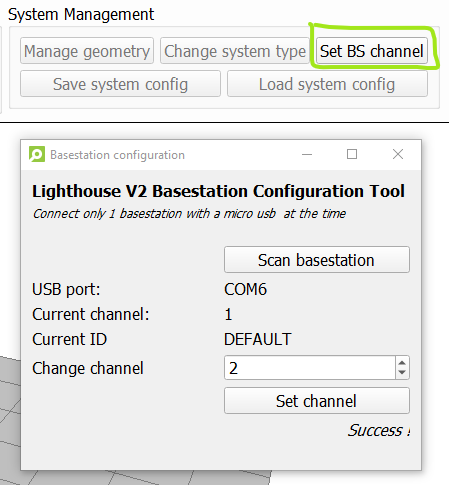 System Management
Manage geometry Change system type Set BS channel
Save system config Load system config
Basestation configuration
Lighthouse V2 Basestation Configuration Tool
Connect only 1 basestation with a micro usb at the time
Scan basestation
USB port: COM6
Current channel: 1
Current ID DEFAULT
Change channel 2
Set channel
Success !